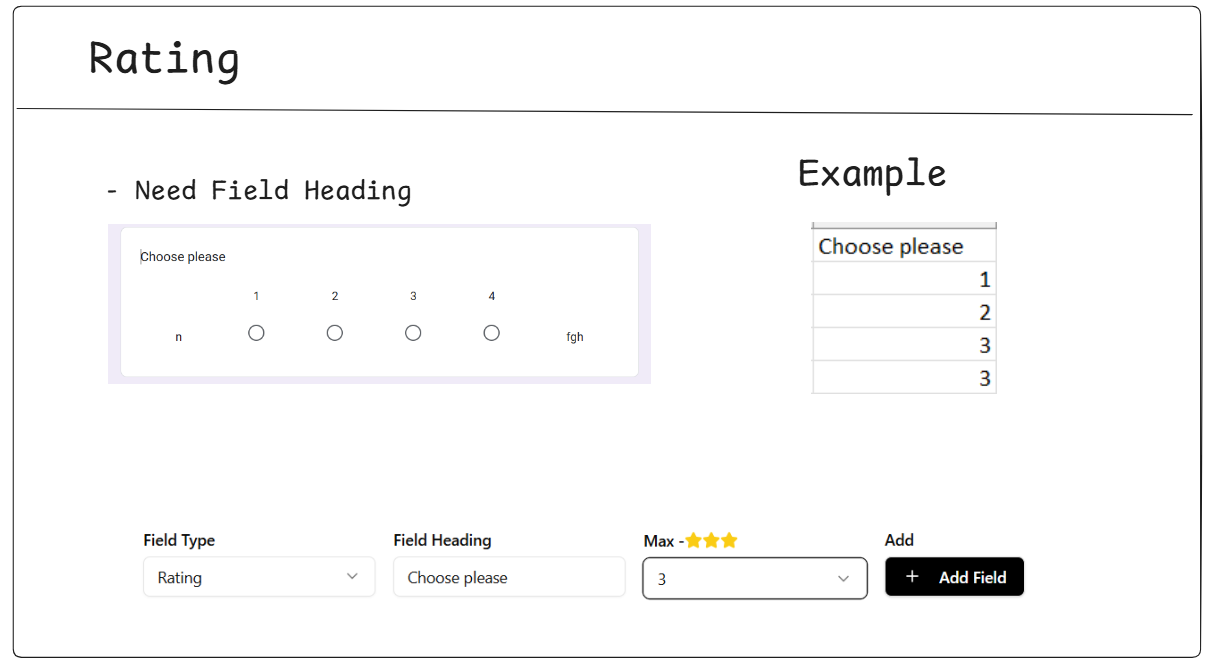 Rating
- Need Field Heading
Choose please
1 2 3 4
n fgh
Example
Choose please
1
2
3
3
Field Type Field Heading Max - Add
Rating Choose please 3 + Add Field